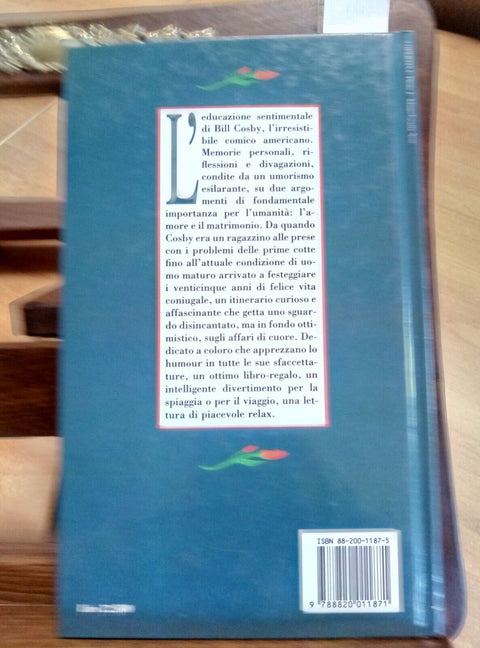 L'educazione sentimentale
di Bill Cosby, l'irresisti-
bile comico americano.
Memorie personali, ri-
flessioni e divagazioni,
condite da un umorismo
esilarante, su due argo-
menti di fondamentale
importanza per l'umanità: l'a-
more e il matrimonio. Da quando
Cosby era un ragazzino alle prese
con i problemi delle prime cotte
fino all'attuale condizione di uo-
mo maturo arrivato a festeggiare
i venticinque anni di felice vita
coniugale, un itinerario curioso e
affascinante che getta uno sguar-
do disincantato, ma in fondo otti-
mistico, sugli affari di cuore. De-
dicato a coloro che apprezzano lo
humour in tutte le sue sfaccetta-
ture, un ottimo libro-regalo, un
intelligente divertimento per la
spiaggia o per il viaggio, una let-
tura di piacevole relax.
ISBN 88-200-1187-5
9 788820 011871